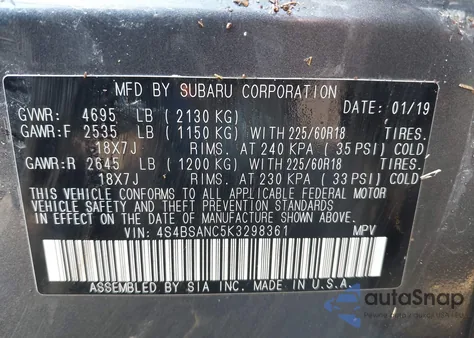 MFD BY SUBARU CORPORATION
GVWR: 4695 LB (2130 KG) DATE: 01/19
GAWR:F 2535 LB (1150 KG) WITH 225/60R18 TIRES.
18X7J RIMS. AT 240 KPA (35 PSI) COLD
GAWR:R 2645 LB (1200 KG) WITH 225/60R18 TIRES.
18X7J RIMS. AT 230 KPA (33 PSI) COLD
THIS VEHICLE CONFORMS TO ALL APPLICABLE FEDERAL MOTOR
VEHICLE SAFETY AND THEFT PREVENTION STANDARDS
IN EFFECT ON THE DATE OF MANUFACTURE SHOWN ABOVE.
VIN: 4S4BSANC5K3298361 MPV
ASSEMBLED BY SIA INC. MADE IN U.S.A.
autoSnap